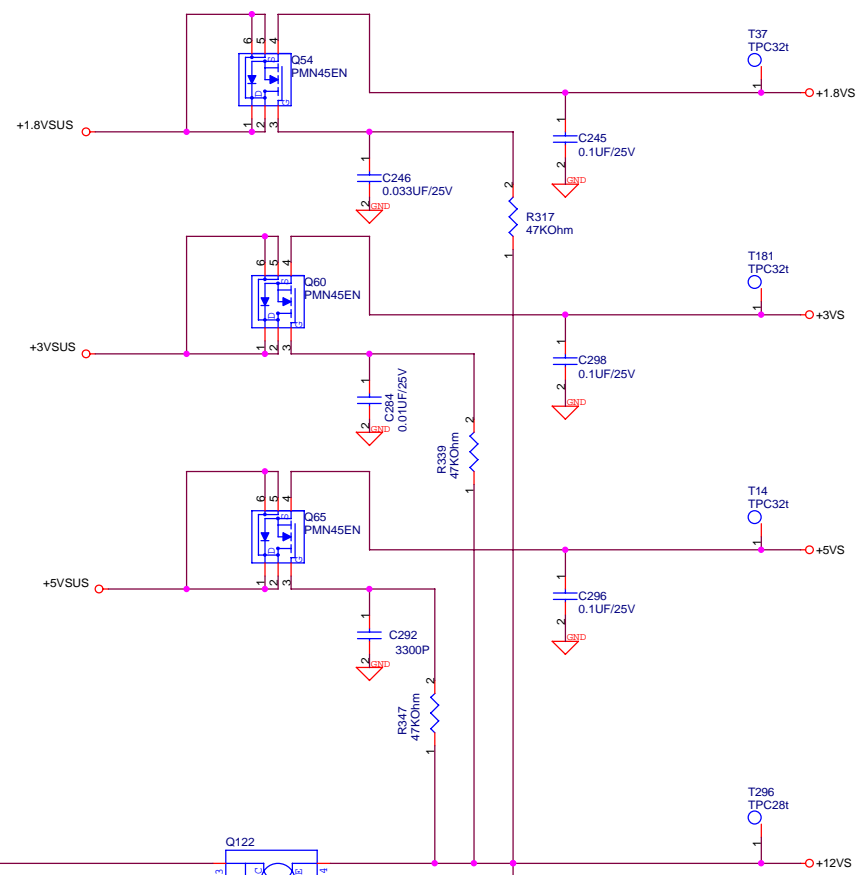 T37
TPC32t
1
6
5
4
Q54
PMN45EN
S
D
G
+1.8VS
+1.8VSUS
1
2
3
1
C246
0.033UF/25V
2
GND
1
C245
0.1UF/25V
2
GND
2
R317
47KOhm
1
T181
TPC32t
1
6
5
4
Q60
PMN45EN
S
D
G
+3VS
+3VSUS
1
2
3
1
C284
0.01UF/25V
2
GND
1
C298
0.1UF/25V
2
GND
2
R339
47KOhm
1
T14
TPC32t
1
6
5
4
Q65
PMN45EN
S
D
G
+5VS
+5VSUS
1
2
3
1
C292
3300P
2
GND
1
C296
0.1UF/25V
2
GND
2
R347
47KOhm
1
T296
TPC28t
1
Q122
3
C
E
4
+12VS